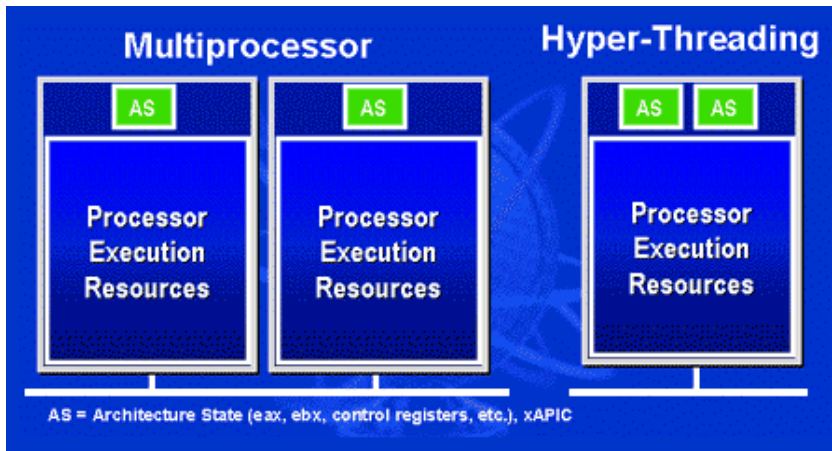 Multiprocessor
Hyper-Threading
AS
AS
AS
AS
Processor
Execution
Resources
Processor
Execution
Resources
Processor
Execution
Resources
AS = Architecture State (eax, ebx, control registers, etc.), xAPIC